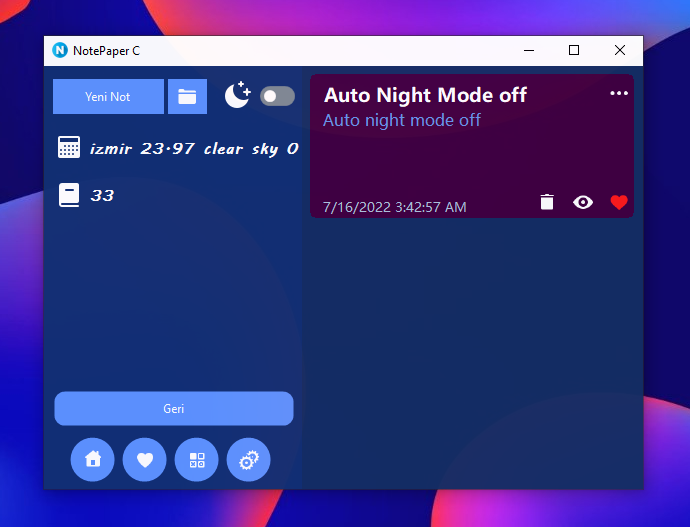 NotePaper C
Yeni Not
izmir 23.97 clear sky 0
33
Geri
Auto Night Mode off
Auto night mode off
7/16/2022 3:42:57 AM